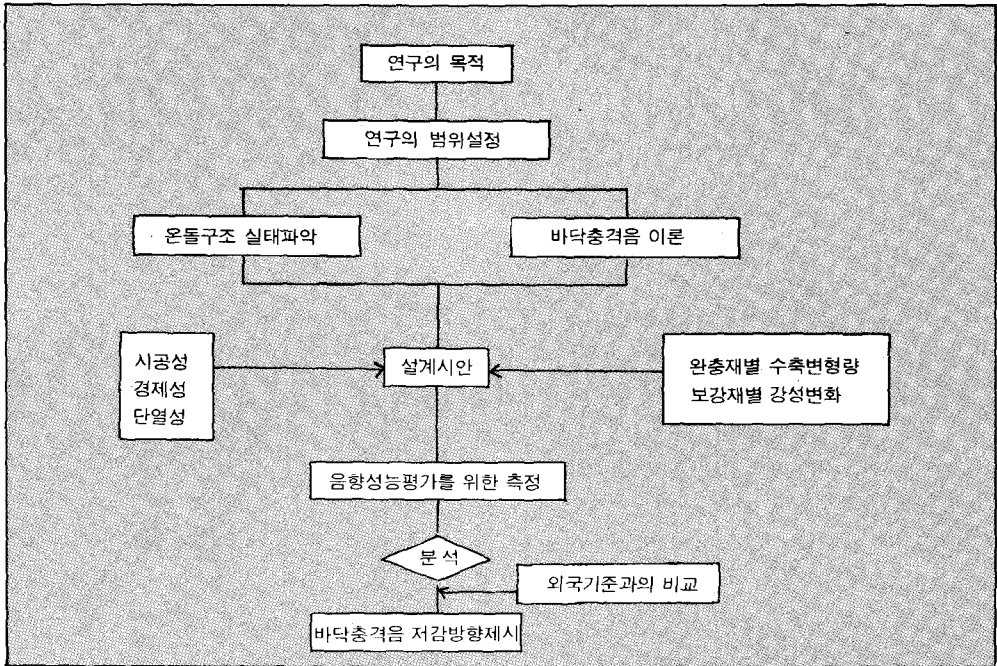 연구의 목적
연구의 범위설정
온돌구조 실태파악
바닥충격음 이론
시공성
경제성
단열성
설계시안
완충재별 수축변형량
보강재별 강성변화
음향성능평가를 위한 측정
분석
외국기준과의 비교
바닥충격음 저감방향제시